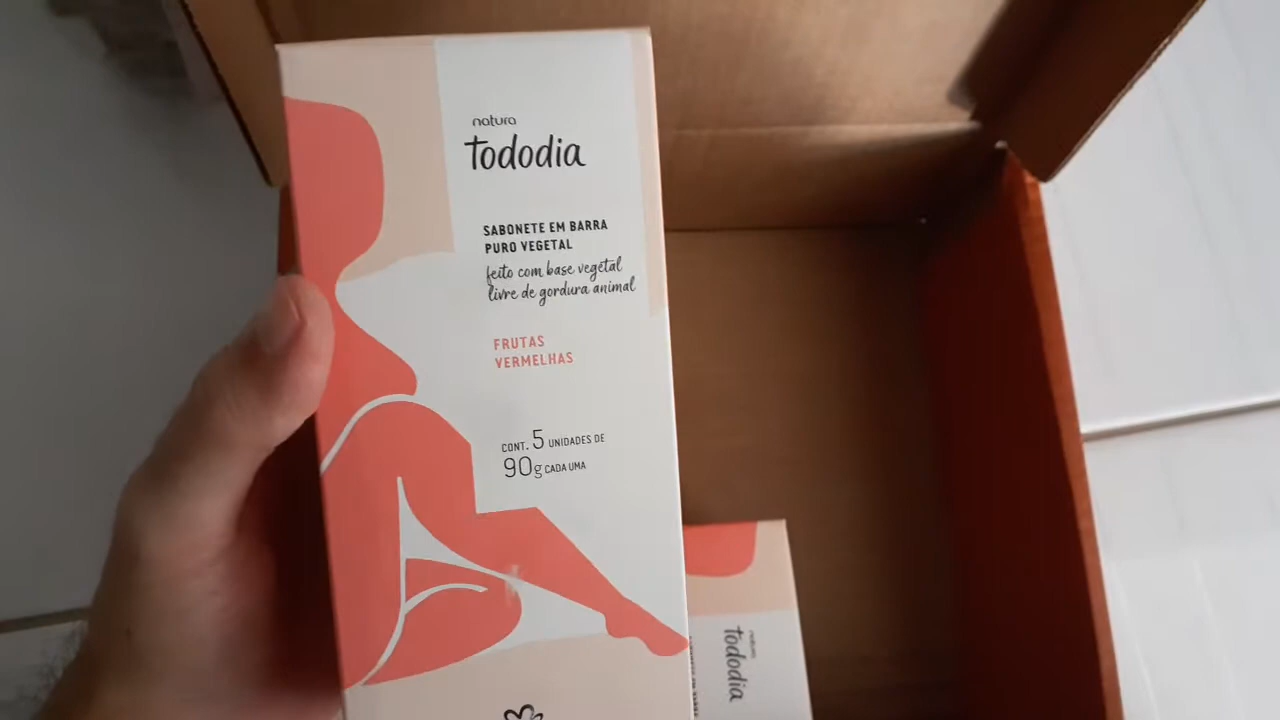 natura
tododia
SABONETE EM BARRA
PURO VEGETAL
feito com base vegetal
livre de gordura animal
FRUTAS
VERMELHAS
CONT. 5 UNIDADES DE
90g CADA UMA
natura
tododia